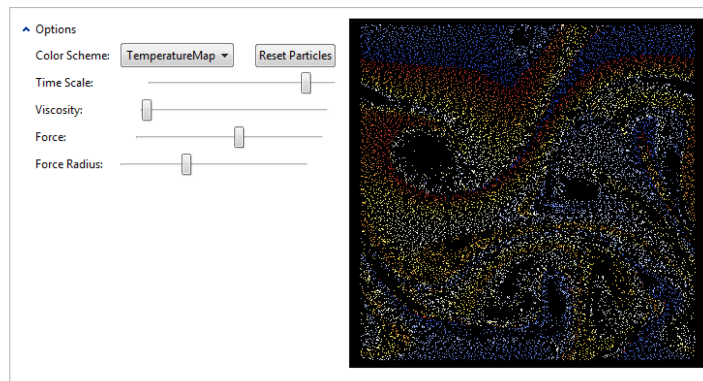 Options
Color Scheme: TemperatureMap Reset Particles
Time Scale:
Viscosity:
Force:
Force Radius: